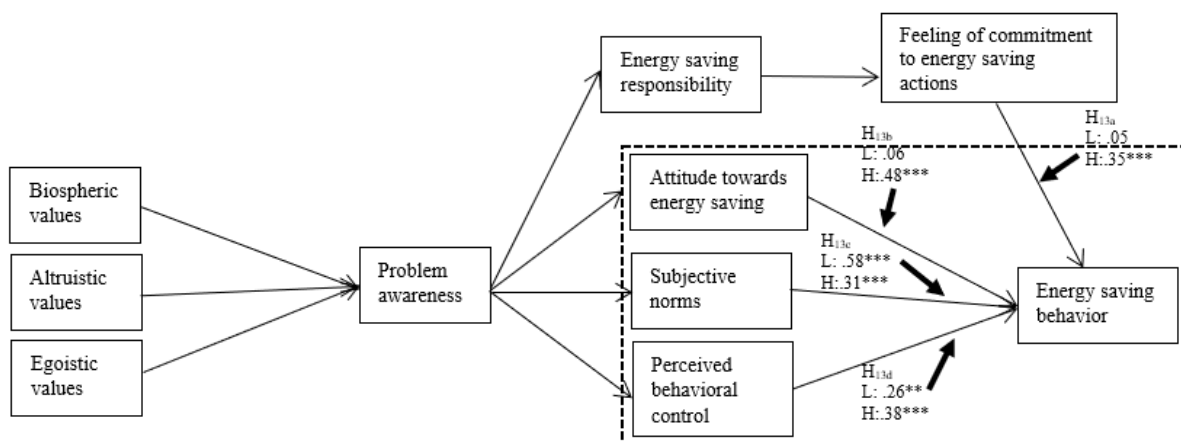 Feeling of commitment
to energy saving
actions
Energy saving
responsibility
H13a
L: .05
H:.35***
H13b
L: .06
H:.48***
Attitude towards
energy saving
Biospheric
values
H13c
L: .58***
H:.31***
Altruistic
values
Problem
awareness
Subjective
norms
Energy saving
behavior
Egoistic
values
Perceived
behavioral
control
H13d
L: .26**
H:.38***